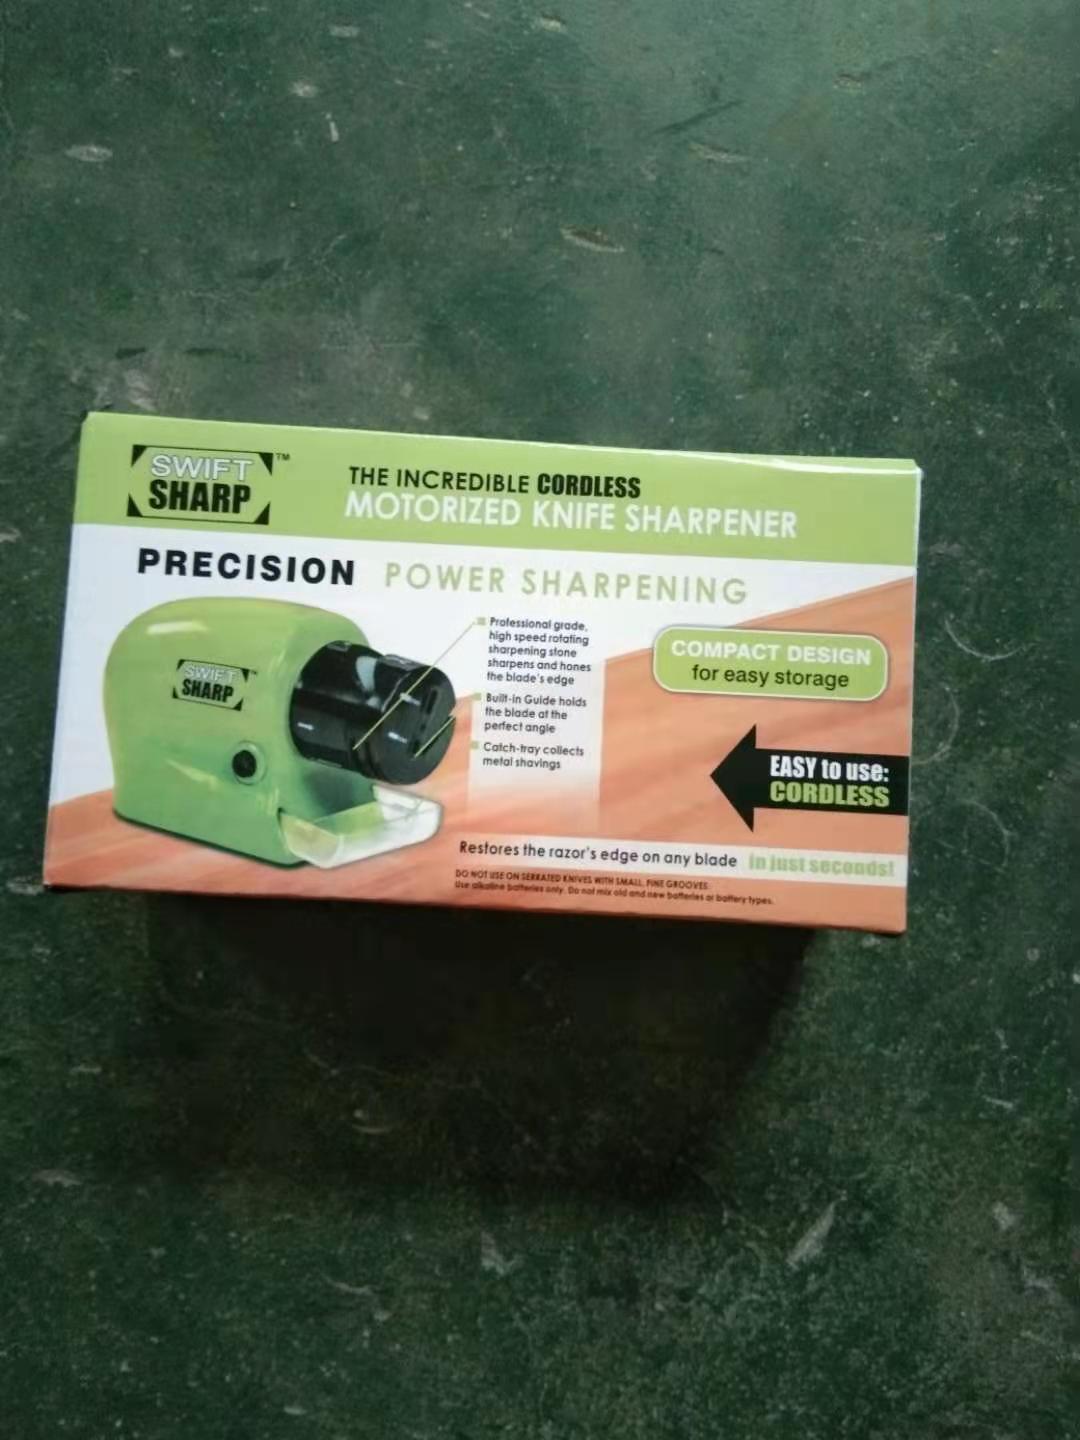 SWIFT
SHARP™
THE INCREDIBLE CORDLESS
MOTORIZED KNIFE SHARPENER
PRECISION POWER SHARPENING
SWIFT™
SHARP
Professional grade,
high speed rotating
sharpening stone
sharpens and hones
the blade's edge
Built-in Guide holds
the blade at the
perfect angle
Catch-tray collects
metal shavings
COMPACT DESIGN
for easy storage
EASY to use:
CORDLESS
Restores the razor's edge on any blade in just seconds!
DO NOT USE ON SERRATED KNIVES WITH SMALL, FINE GROOVES.
Use alkaline batteries only. Do not mix old and new batteries or battery types.